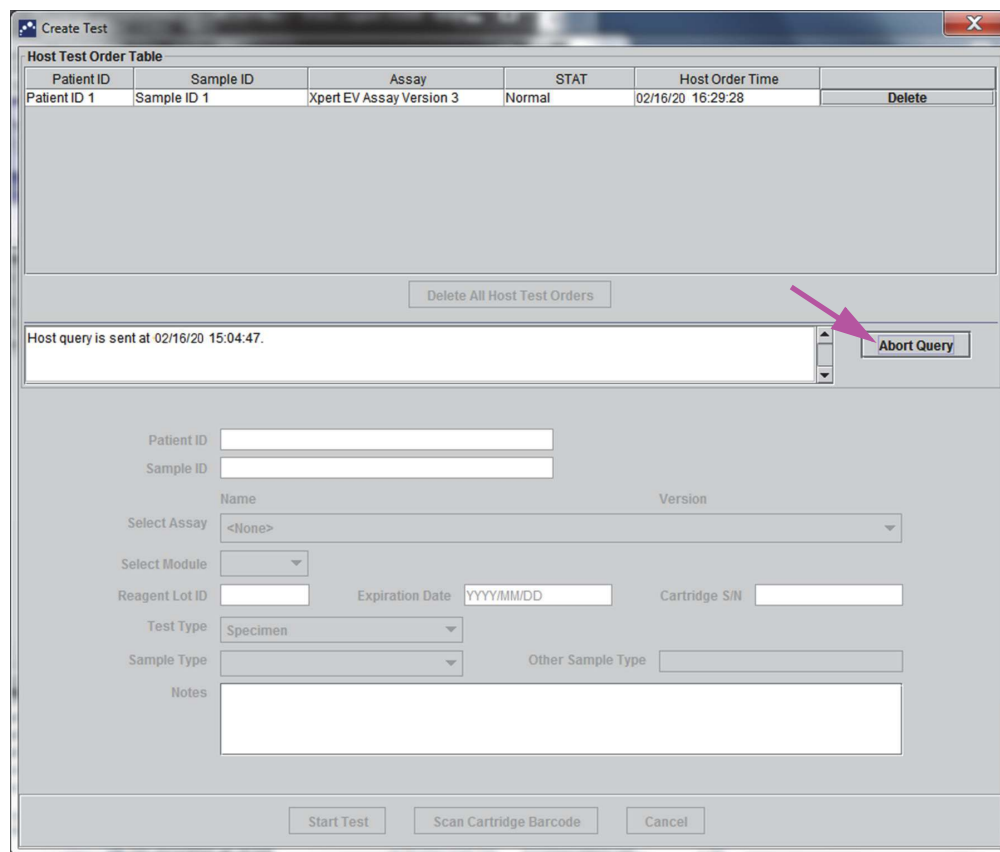 Create Test
Host Test Order Table
Patient ID Sample ID Assay STAT Host Order Time
Patient ID 1 Sample ID 1 Xpert EV Assay Version 3 Normal 02/16/20 16:29:28 Delete
Delete All Host Test Orders
Host query is sent at 02/16/20 15:04:47.
Abort Query
Patient ID
Sample ID
Name Version
Select Assay <None>
Select Module
Reagent Lot ID Expiration Date YYYY/MM/DD Cartridge S/N
Test Type Specimen
Sample Type Other Sample Type
Notes
Start Test Scan Cartridge Barcode Cancel